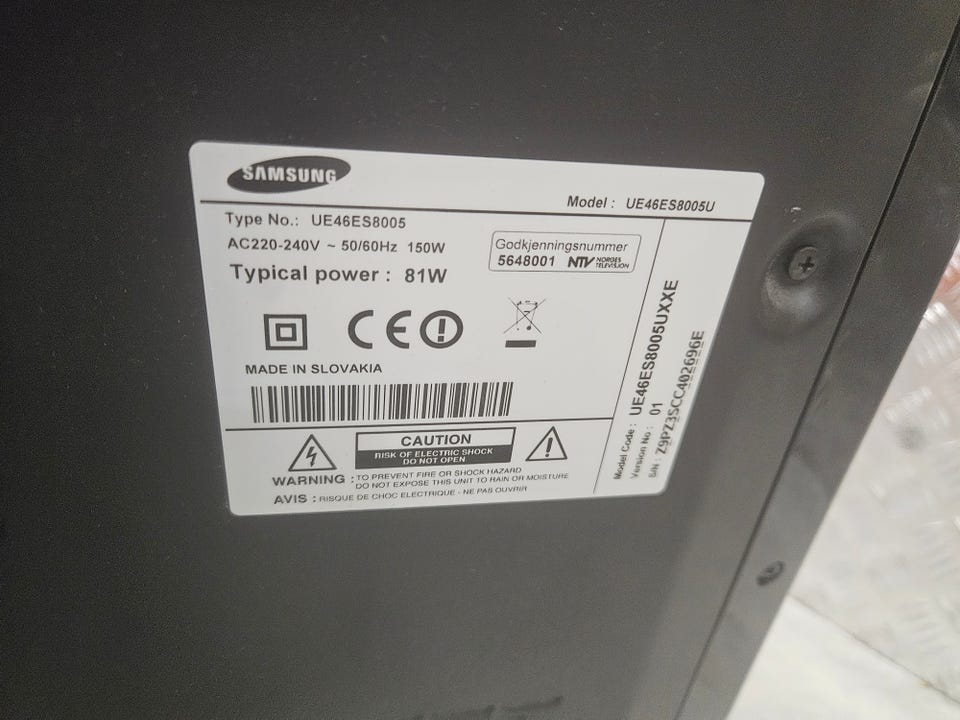 SAMSUNG
Model : UE46ES8005U
Type No.: UE46ES8005
AC220-240V ~ 50/60Hz 150W
Typical power : 81W
Godkjenningsnummer
5648001 NTV NORGES TELEVISION
CE
MADE IN SLOVAKIA
CAUTION
RISK OF ELECTRIC SHOCK
DO NOT OPEN
WARNING : TO PREVENT FIRE OR SHOCK HAZARD
DO NOT EXPOSE THIS UNIT TO RAIN OR MOISTURE
AVIS : RISQUE DE CHOC ELECTRIQUE - NE PAS OUVRIR
Model Code : UE46ES8005UXXE
Version No : 01
S/N : Z9PZ3SCC402696E